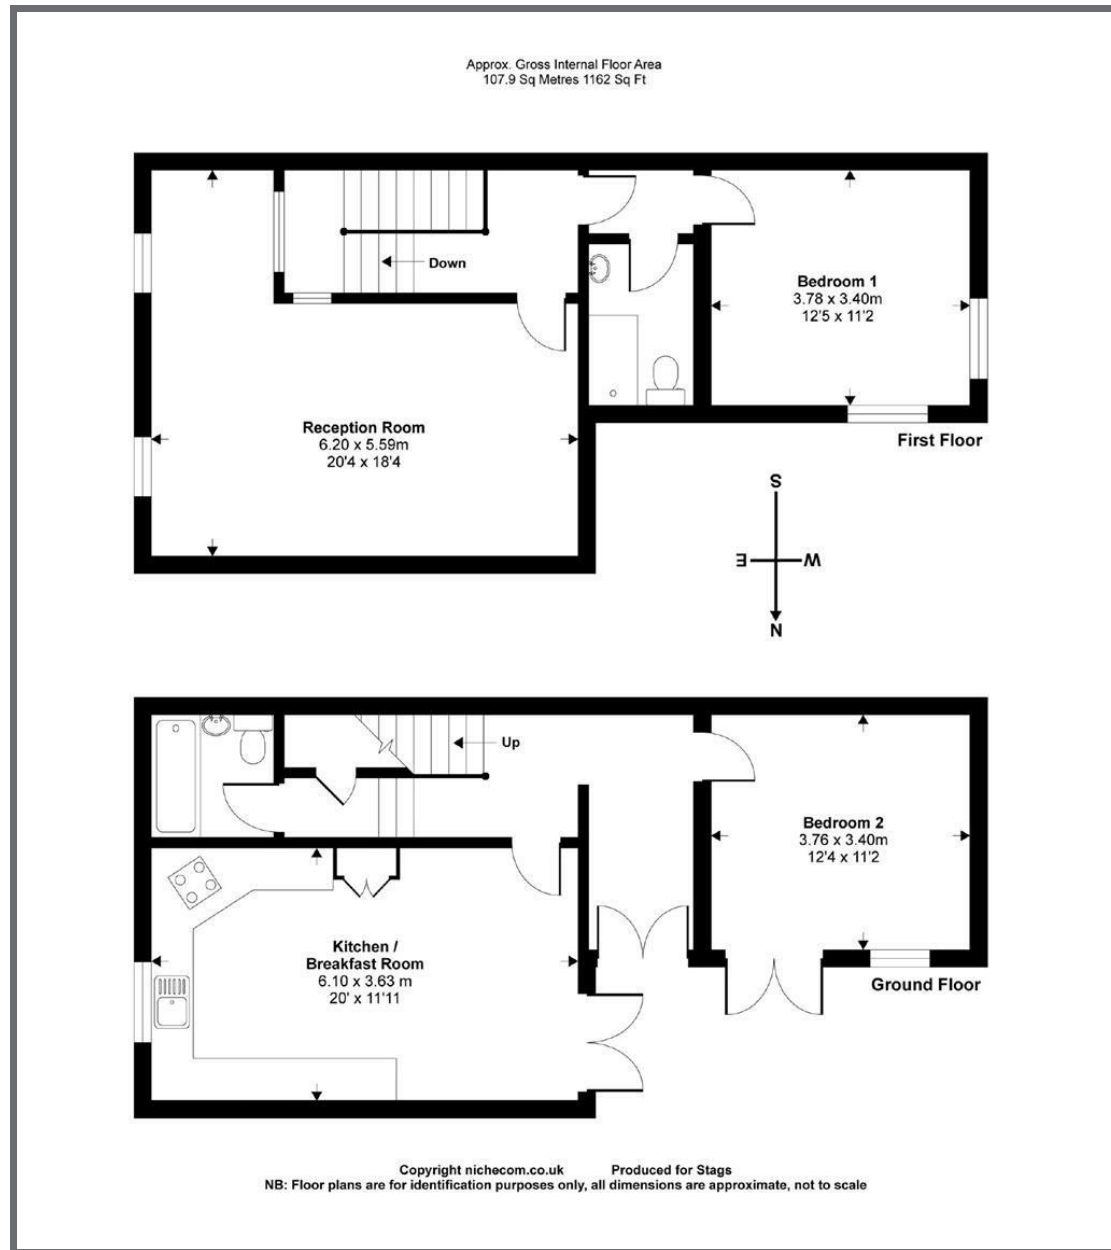 Approx. Gross Internal Floor Area
107.9 Sq Metres 1162 Sq Ft
Down
Bedroom 1
3.78 x 3.40m
12'5 x 11'2
Reception Room
6.20 x 5.59m
20'4 x 18'4
First Floor
S
E
W
N
Up
Bedroom 2
3.76 x 3.40m
12'4 x 11'2
Kitchen /
Breakfast Room
6.10 x 3.63 m
20' x 11'11
Ground Floor
Copyright nichecom.co.uk Produced for Stags
NB: Floor plans are for identification purposes only, all dimensions are approximate, not to scale